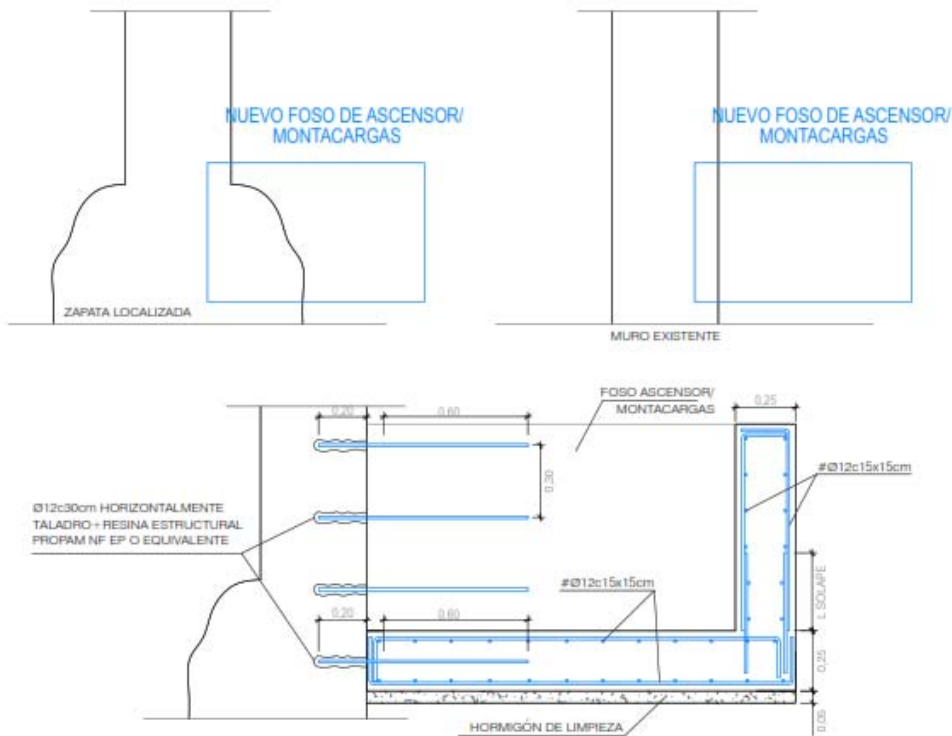 NUEVO FOSO DE ASCENSOR/
MONTACARGAS
NUEVO FOSO DE ASCENSOR/
MONTACARGAS
ZAPATA LOCALIZADA
MURO EXISTENTE
FOSO ASCENSOR/
MONTACARGAS
0,20
0,60
0,25
#Ø12c15x15cm
0,30
Ø12c30cm HORIZONTALMENTE
TALADRO+RESINA ESTRUCTURAL
PROPAM NF EP O EQUIVALENTE
#Ø12c15x15cm
L SOLAPE
0,20
0,60
0,25
0,05
HORMIGÓN DE LIMPIEZA